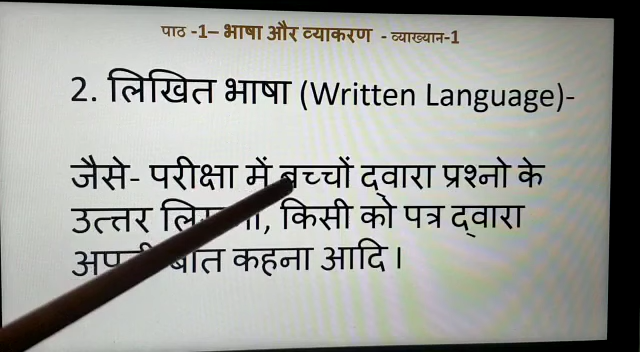 पाठ -1– भाषा और व्याकरण - व्याख्यान-1
2. लिखित भाषा (Written Language)-
जैसे- परीक्षा में बच्चों द्वारा प्रश्नो के
उत्तर किसी को पत्र द्वारा
बात कहना आदि ।